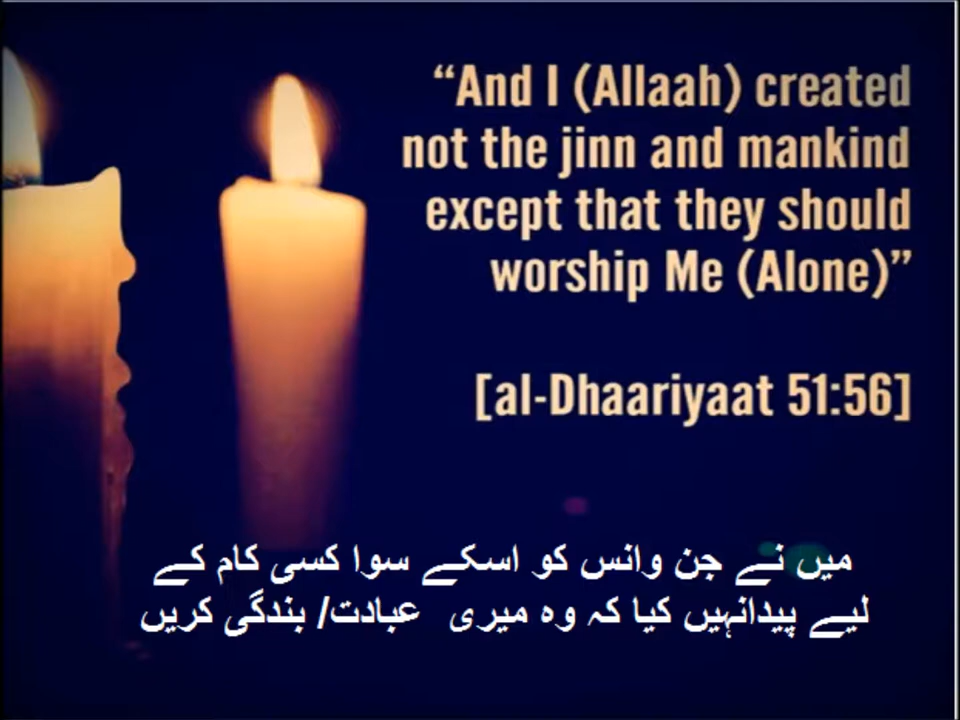 “And I (Allaah) created
not the jinn and mankind
except that they should
worship Me (Alone)”
[al-Dhaariyaat 51:56]
میں نے جن وانس کو اسکے سوا کسی کام کے
لیے پیدانہیں کیا کہ وہ میری عبادت/ بندگی کریں